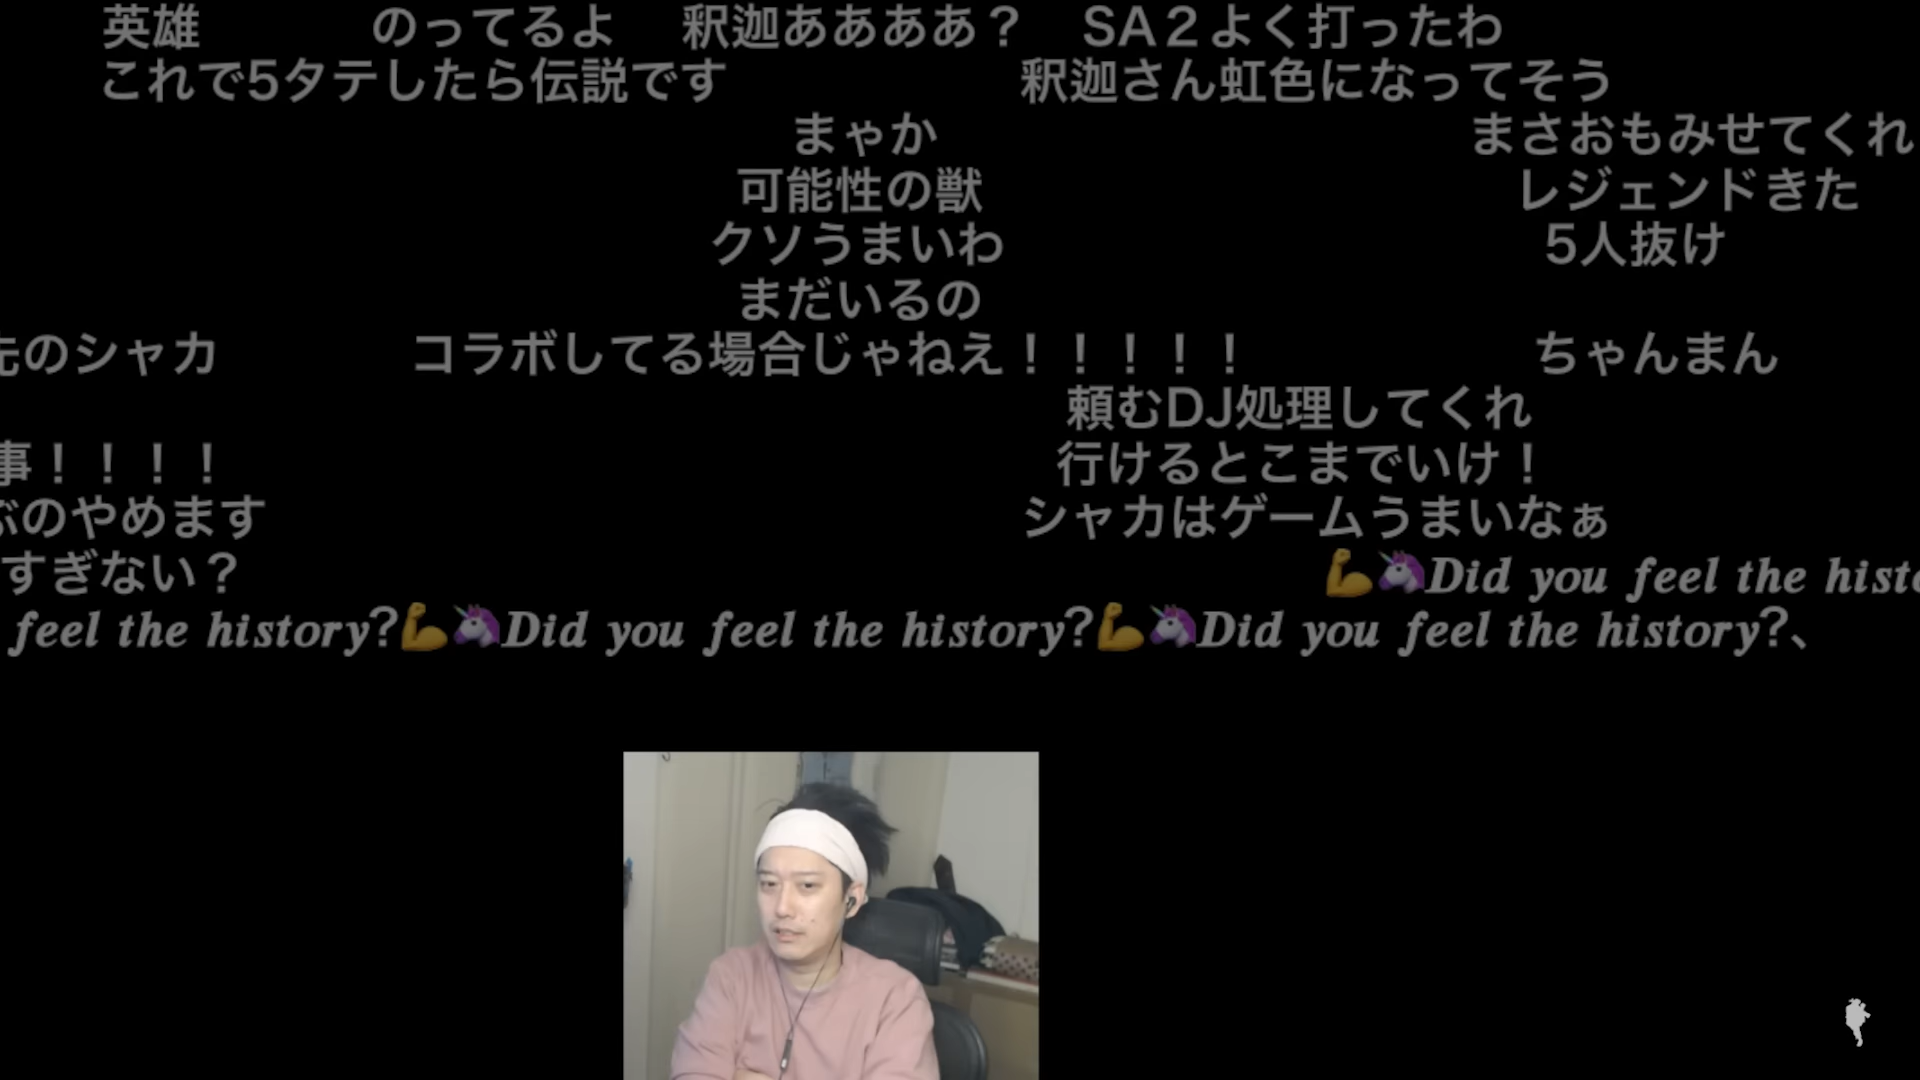 英雄 のってるよ 釈迦ああああ？ SA２よく打ったわ
これで5タテしたら伝説です 釈迦さん虹色になってそう
まゃか まさおもみせてくれ
可能性の獣 レジェンドきた
クソうまいわ 5人抜け
まだいるの
のシャカ コラボしてる場合じゃねえ！！！！！ ちゃんまん
頼むDJ処理してくれ
事！！！！ 行けるとこまでいけ！
のやめます シャカはゲームうまいなぁ
すぎない？ 💪🦄Did you feel the
feel the history?💪🦄Did you feel the history?💪🦄Did you feel the history?、